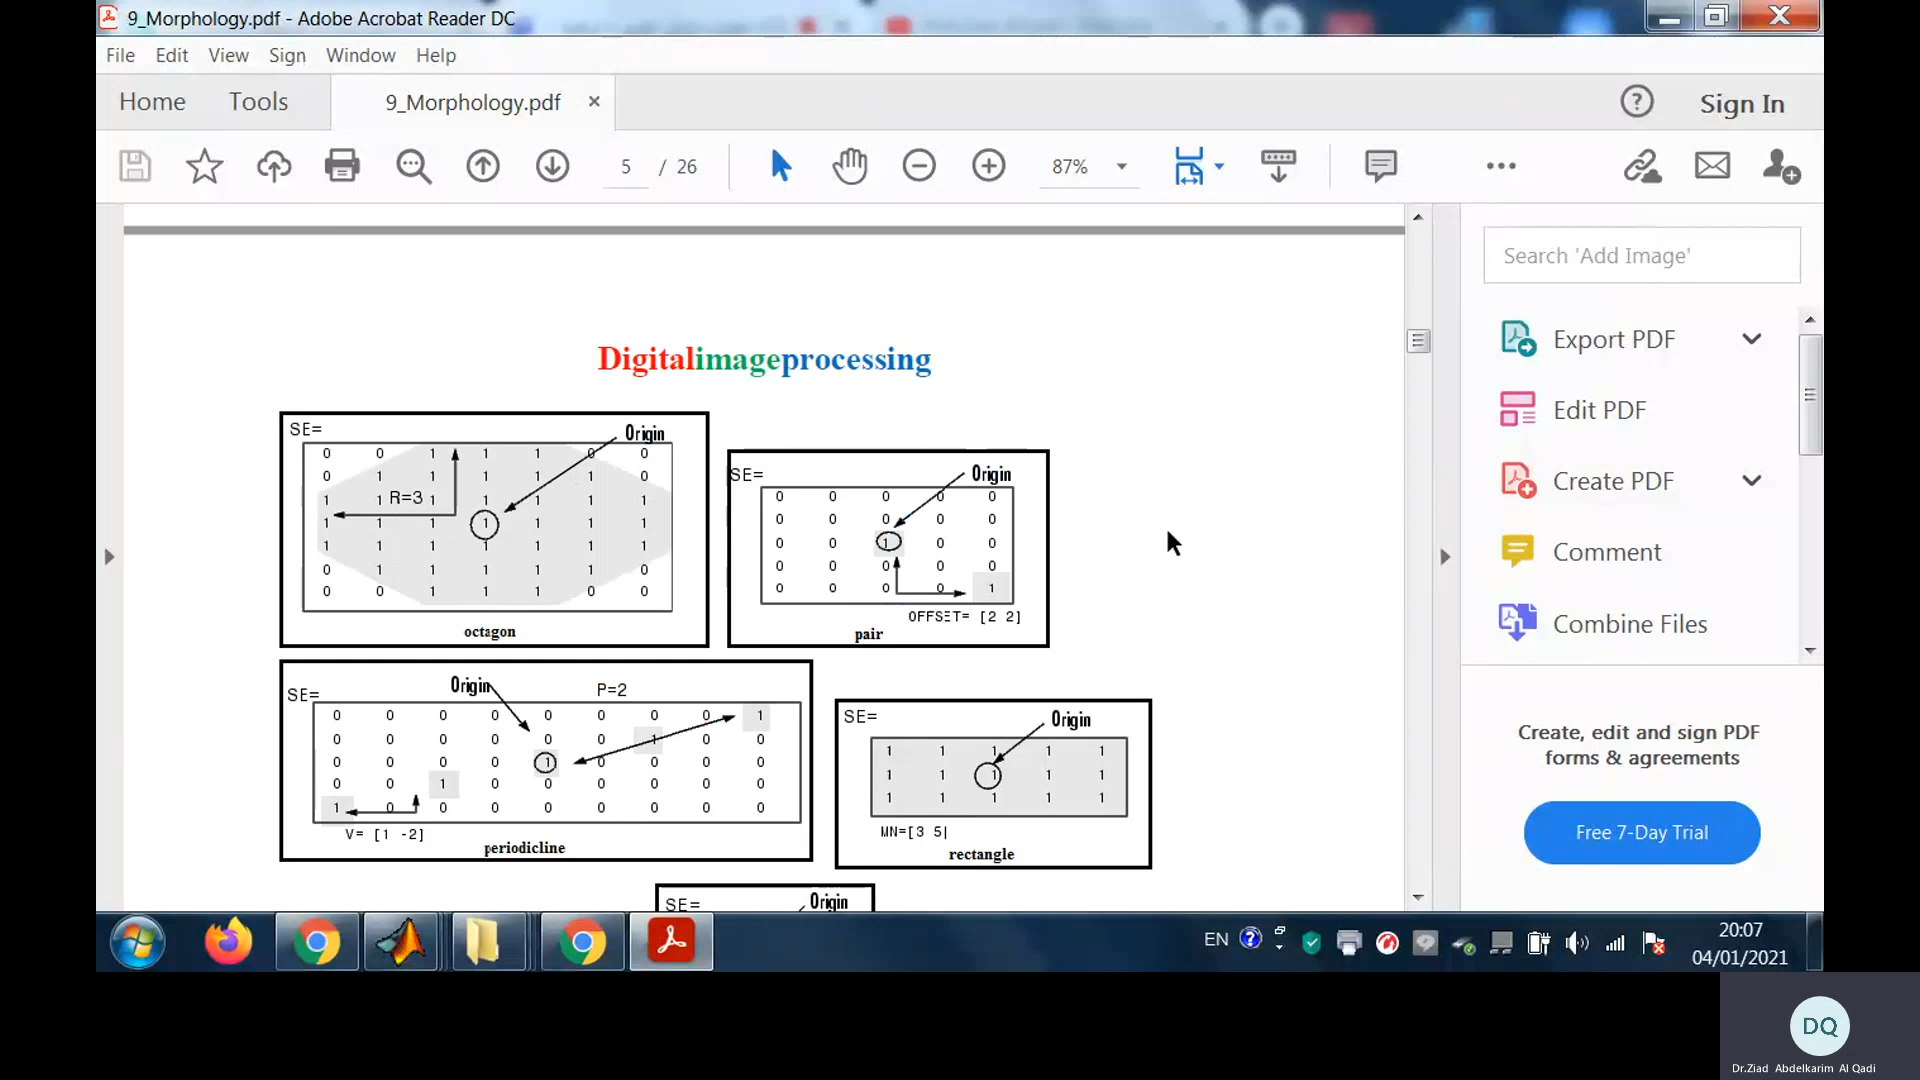 9_Morphology.pdf - Adobe Acrobat Reader DC
File Edit View Sign Window Help
Home Tools 9_Morphology.pdf × Sign In
5 / 26 87%
Search 'Add Image'
Export PDF
Edit PDF
Create PDF
Comment
Combine Files
Create, edit and sign PDF
forms & agreements
Free 7-Day Trial
Digitalimageprocessing
SE= Origin
0 0 1 1 1 0 0
0 1 1 1 1 1 0
1 1 R=3 1 1 1 1 1
1 1 1 1 1 1
1 1 1 1 1 1 1
0 1 1 1 1 1 0
0 0 1 1 1 0 0
octagon
SE= Origin
0 0 0 0 0
0 0 0 0 0
0 0 1 0 0
0 0 0 0 0
0 0 0 0 1
OFFSET= [2 2]
pair
SE= Origin P=2
0 0 0 0 0 0 0 0 1
0 0 0 0 0 0 1 0 0
0 0 0 0 1 0 0 0 0
0 0 1 0 0 0 0 0 0
1 0 0 0 0 0 0 0 0
V= [1 -2]
periodicline
SE= Origin
1 1 1 1 1
1 1 1 1 1
1 1 1 1 1
MN=[3 5]
rectangle
SE= Origin
EN 20:07
04/01/2021
DQ
Dr.Ziad Abdelkarim Al Qadi